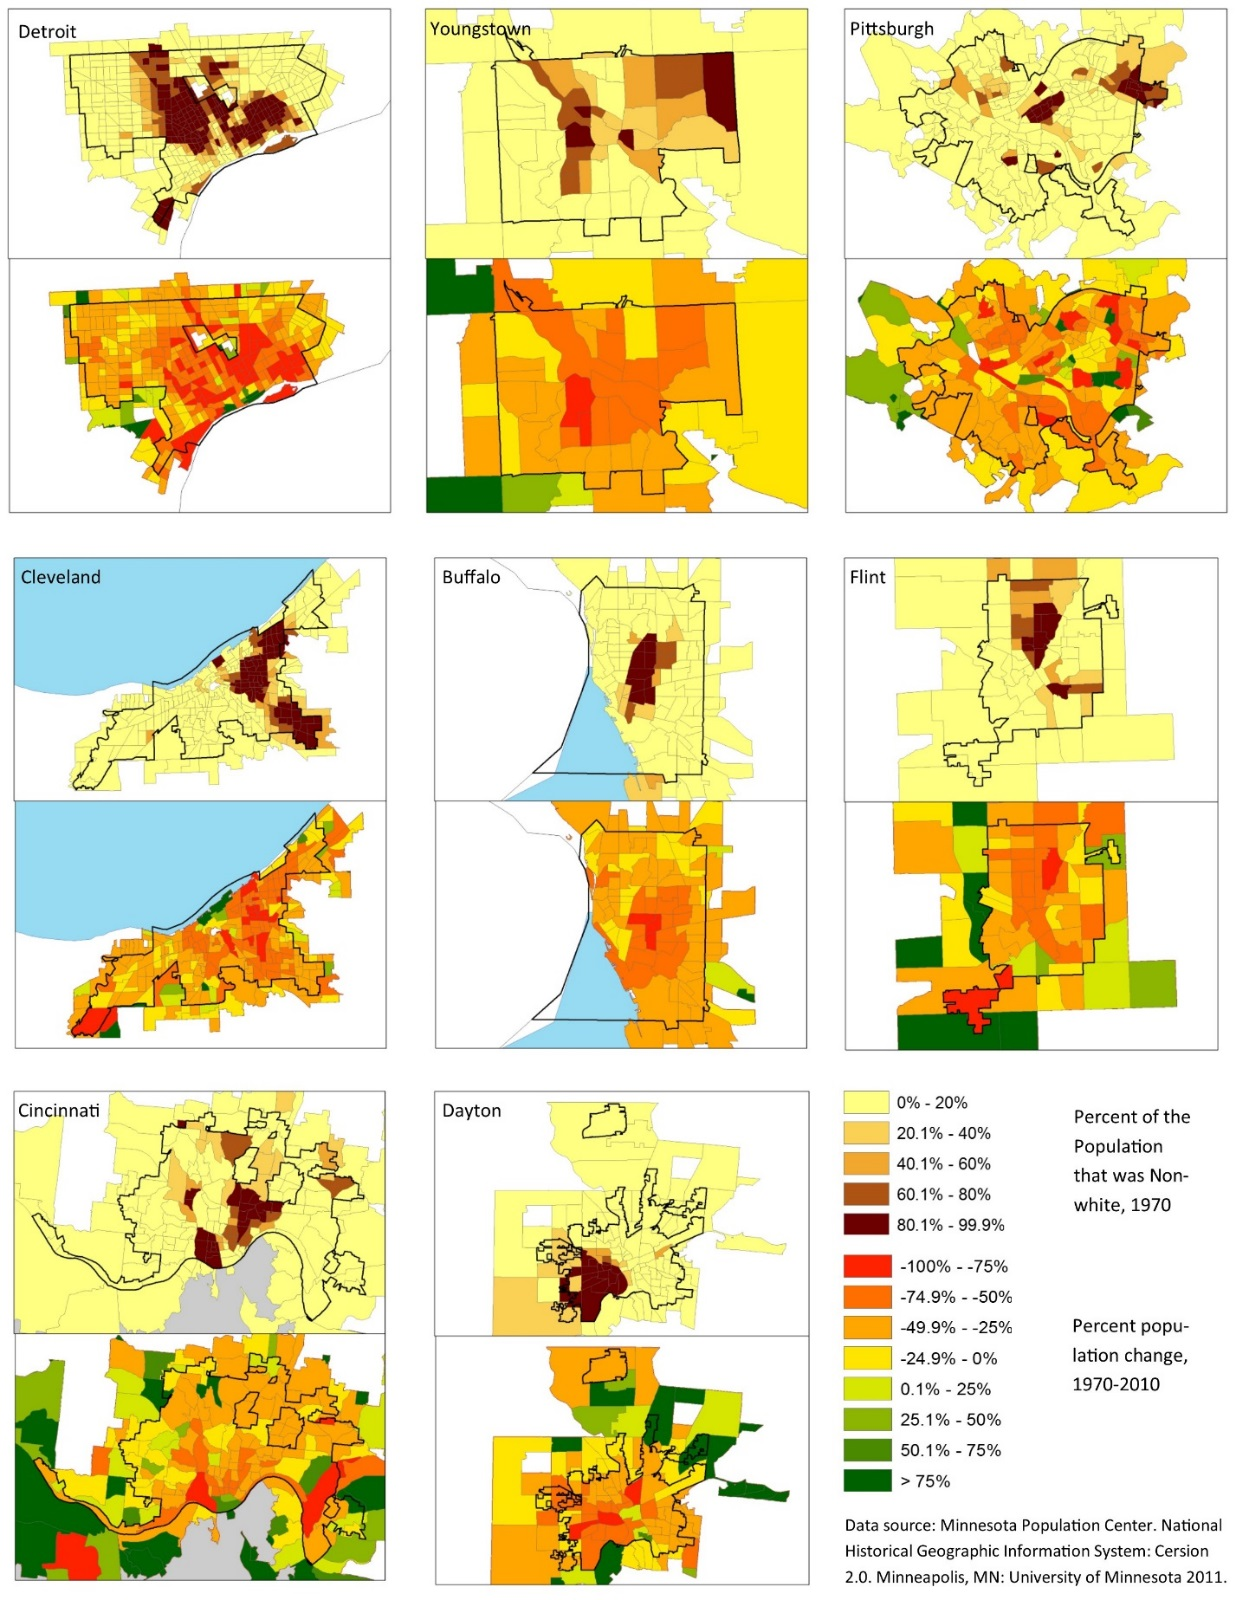 Detroit
Youngstown
Pittsburgh
Cleveland
Buffalo
Flint
Cincinnati
Dayton
0% - 20%
20.1% - 40%
40.1% - 60%
60.1% - 80%
80.1% - 99.9%
Percent of the
Population
that was Non-
white, 1970
-100% - -75%
-74.9% - -50%
-49.9% - -25%
-24.9% - 0%
0.1% - 25%
25.1% - 50%
50.1% - 75%
> 75%
Percent popu-
lation change,
1970-2010
Data source: Minnesota Population Center. National
Historical Geographic Information System: Cersion
2.0. Minneapolis, MN: University of Minnesota 2011.